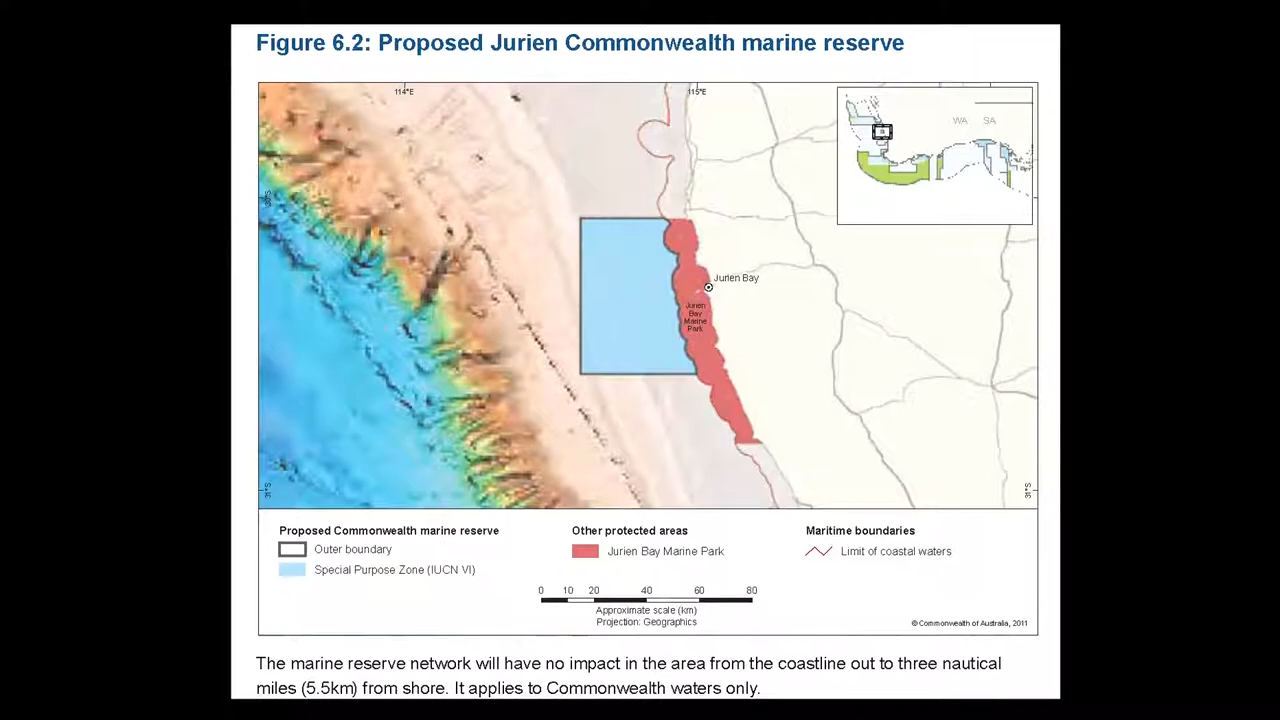 Figure 6.2: Proposed Jurien Commonwealth marine reserve
114°E
115°E
WA
SA
30°S
Jurien Bay
Jurien
Bay
Marine
Park
31°S
31°S
Proposed Commonwealth marine reserve
Outer boundary
Special Purpose Zone (IUCN VI)
Other protected areas
Jurien Bay Marine Park
Maritime boundaries
Limit of coastal waters
0 10 20 40 60 80
Approximate scale (km)
Projection: Geographics
© Commonwealth of Australia, 2011
The marine reserve network will have no impact in the area from the coastline out to three nautical
miles (5.5km) from shore. It applies to Commonwealth waters only.